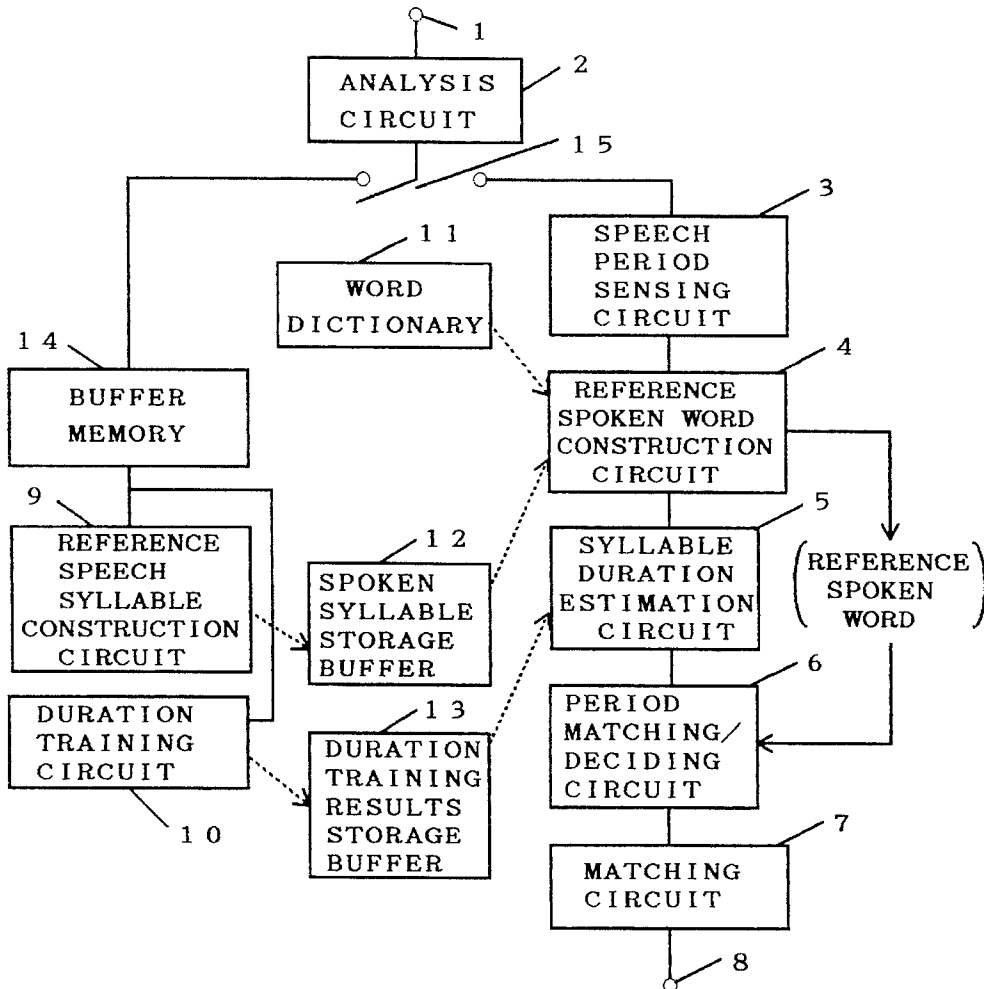 1
2
ANALYSIS
CIRCUIT
15
3
SPEECH
PERIOD
SENSING
CIRCUIT
11
WORD
DICTIONARY
14
BUFFER
MEMORY
4
REFERENCE
SPOKEN WORD
CONSTRUCTION
CIRCUIT
9
REFERENCE
SPEECH
SYLLABLE
CONSTRUCTION
CIRCUIT
12
SPOKEN
SYLLABLE
STORAGE
BUFFER
5
SYLLABLE
DURATION
ESTIMATION
CIRCUIT
(REFERENCE
SPOKEN
WORD)
DURATION
TRAINING
CIRCUIT
10
13
DURATION
TRAINING
RESULTS
STORAGE
BUFFER
6
PERIOD
MATCHING/
DECIDING
CIRCUIT
7
MATCHING
CIRCUIT
8